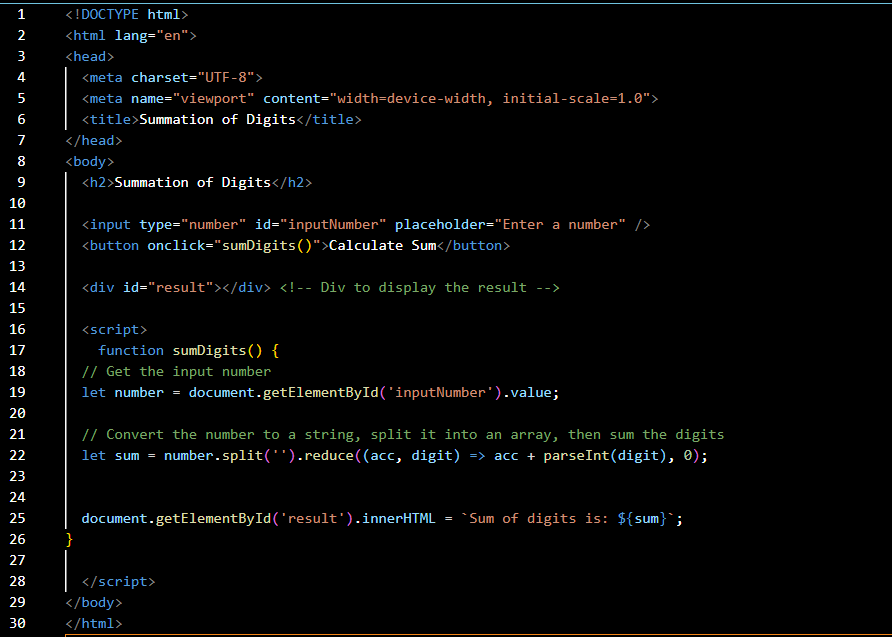 1 <!DOCTYPE html>
2 <html lang="en">
3 <head>
4   <meta charset="UTF-8">
5   <meta name="viewport" content="width=device-width, initial-scale=1.0">
6   <title>Summation of Digits</title>
7 </head>
8 <body>
9   <h2>Summation of Digits</h2>
10
11   <input type="number" id="inputNumber" placeholder="Enter a number" />
12   <button onclick="sumDigits()">Calculate Sum</button>
13
14   <div id="result"></div> <!-- Div to display the result -->
15
16   <script>
17     function sumDigits() {
18   // Get the input number
19   let number = document.getElementById('inputNumber').value;
20
21   // Convert the number to a string, split it into an array, then sum the digits
22   let sum = number.split('').reduce((acc, digit) => acc + parseInt(digit), 0);
23
24
25   document.getElementById('result').innerHTML = `Sum of digits is: ${sum}`;
26 }
27
28   </script>
29 </body>
30 </html>